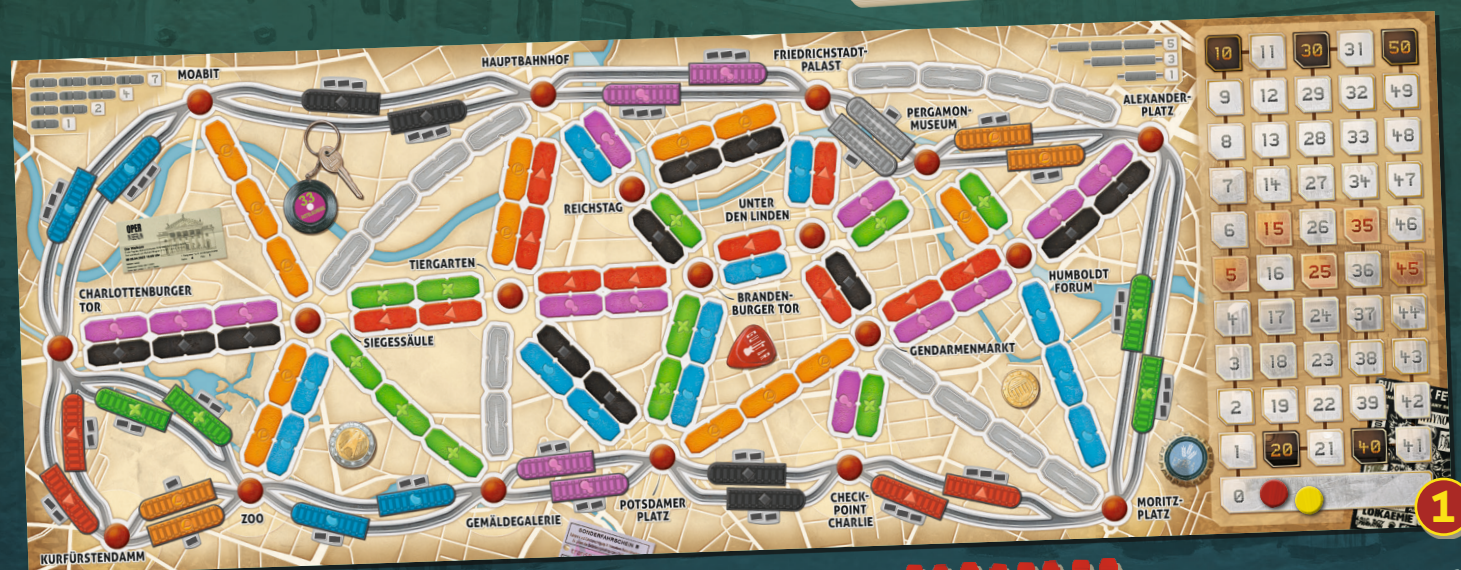 MOABIT
HAUPTBAHNHOF
FRIEDRICHSTADT-
PALAST
5
3
1
7
4
2
1
PERGAMON-
MUSEUM
ALEXANDER-
PLATZ
33
REICHSTAG
UNTER
DEN LINDEN
OPER
TIERGARTEN
CHARLOTTENBURGER
TOR
BRANDEN-
BURGER TOR
HUMBOLDT
FORUM
SIEGESSÄULE
GENDARMENMARKT
KURFÜRSTENDAMM
ZOO
GEMÄLDEGALERIE
POTSDAMER
PLATZ
CHECK-
POINT
CHARLIE
MORITZ-
PLATZ
SONDERFAHRSCHEIN
10 11 30 31 50
9 12 29 32 49
8 13 28 33 48
7 14 27 34 47
6 15 26 35 46
5 16 25 36 45
4 17 24 37 44
3 18 23 38 43
2 19 22 39 42
1 20 21 40 41
0
1